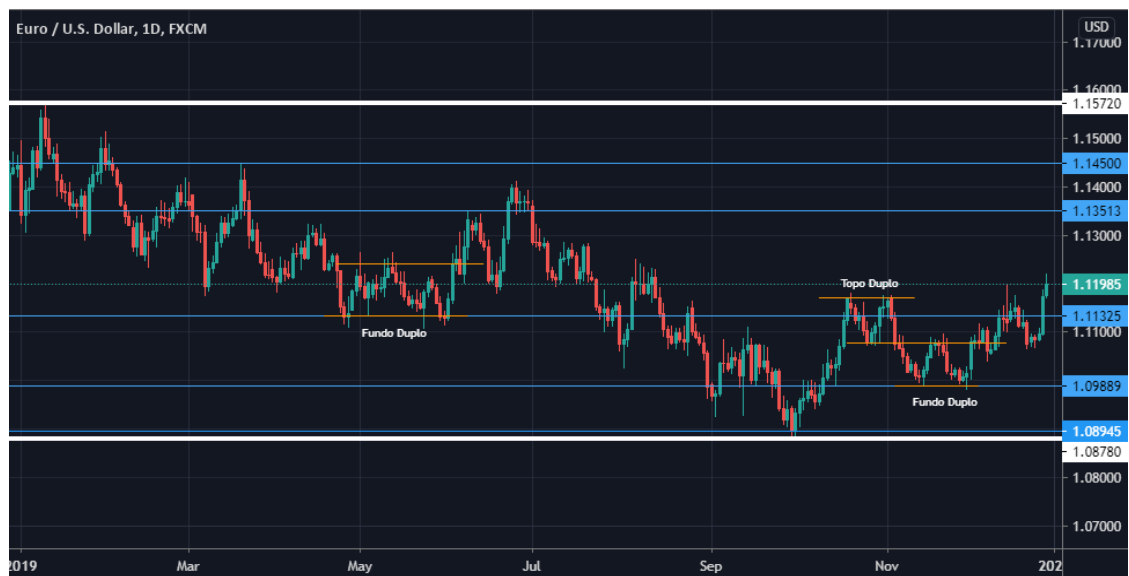 Euro / U.S. Dollar, 1D, FXCM
USD
1.17000
1.16000
1.15720
1.15000
1.14500
1.14000
1.13513
1.13000
Topo Duplo
1.11985
1.11325
Fundo Duplo
1.11000
1.09889
Fundo Duplo
1.08945
1.08780
1.08000
1.07000
2019
Mar
May
Jul
Sep
Nov
202